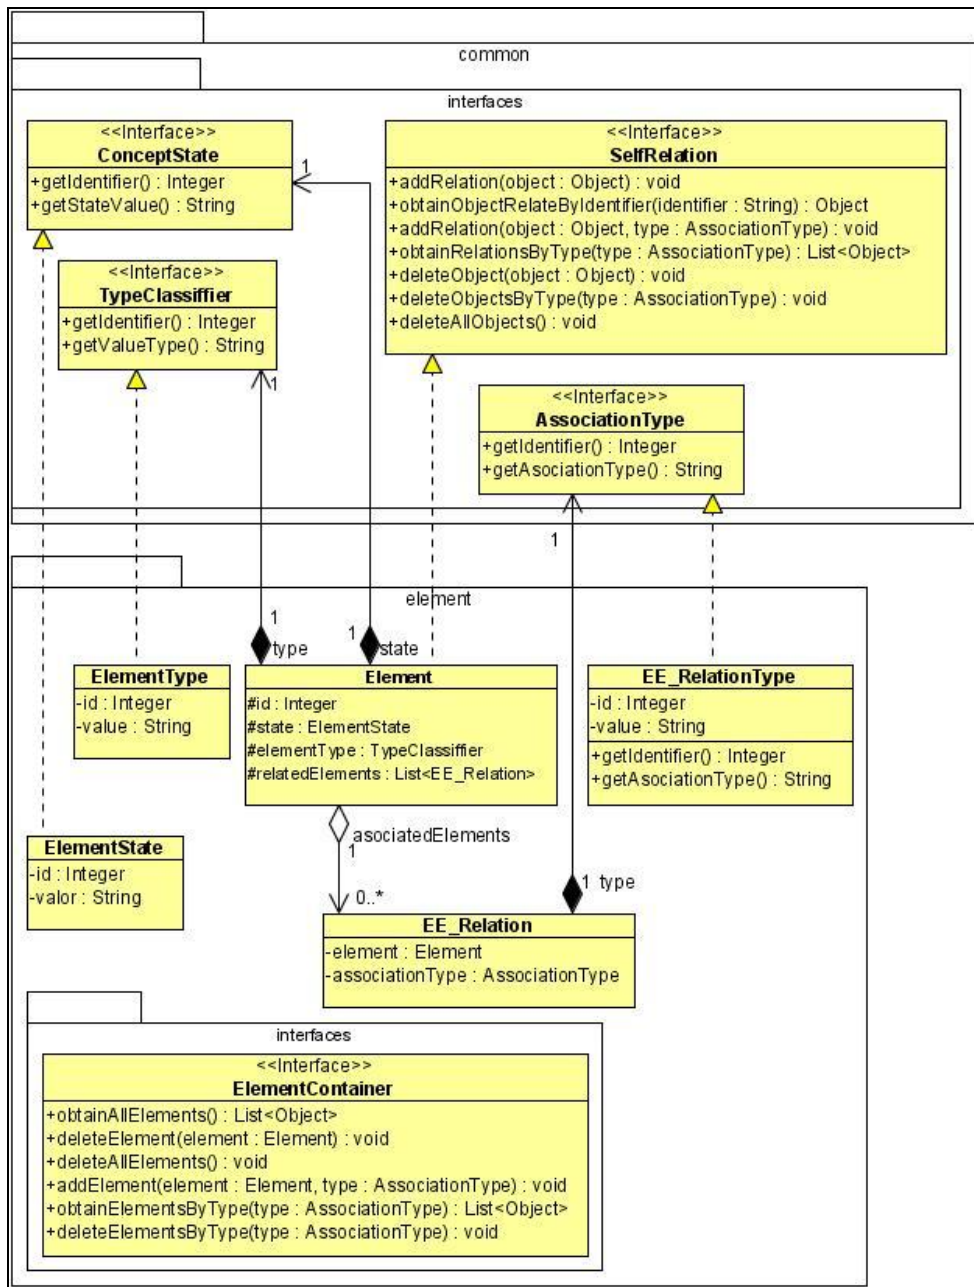 common
interfaces
<<Interface>>
ConceptState
+getIdentifier() : Integer
+getStateValue() : String
1
<<Interface>>
SelfRelation
+addRelation(object : Object) : void
+obtainObjectRelateByIdentifier(identifier : String) : Object
+addRelation(object : Object, type : AssociationType) : void
+obtainRelationsByType(type : AssociationType) : List<Object>
+deleteObject(object : Object) : void
+deleteObjectsByType(type : AssociationType) : void
+deleteAllObjects() : void
<<Interface>>
TypeClassiffier
+getIdentifier() : Integer
+getValueType() : String
1
<<Interface>>
AssociationType
+getIdentifier() : Integer
+getAsociationType() : String
1
element
1
type
1
state
ElementType
-id : Integer
-value : String
Element
#id : Integer
#state : ElementState
#elementType : TypeClassiffier
#relatedElements : List<EE_Relation>
EE_RelationType
-id : Integer
-value : String
+getIdentifier() : Integer
+getAsociationType() : String
asociatedElements
1
0..*
ElementState
-id : Integer
-valor : String
1 type
EE_Relation
-element : Element
-associationType : AssociationType
interfaces
<<Interface>>
ElementContainer
+obtainAllElements() : List<Object>
+deleteElement(element : Element) : void
+deleteAllElements() : void
+addElement(element : Element, type : AssociationType) : void
+obtainElementsByType(type : AssociationType) : List<Object>
+deleteElementsByType(type : AssociationType) : void